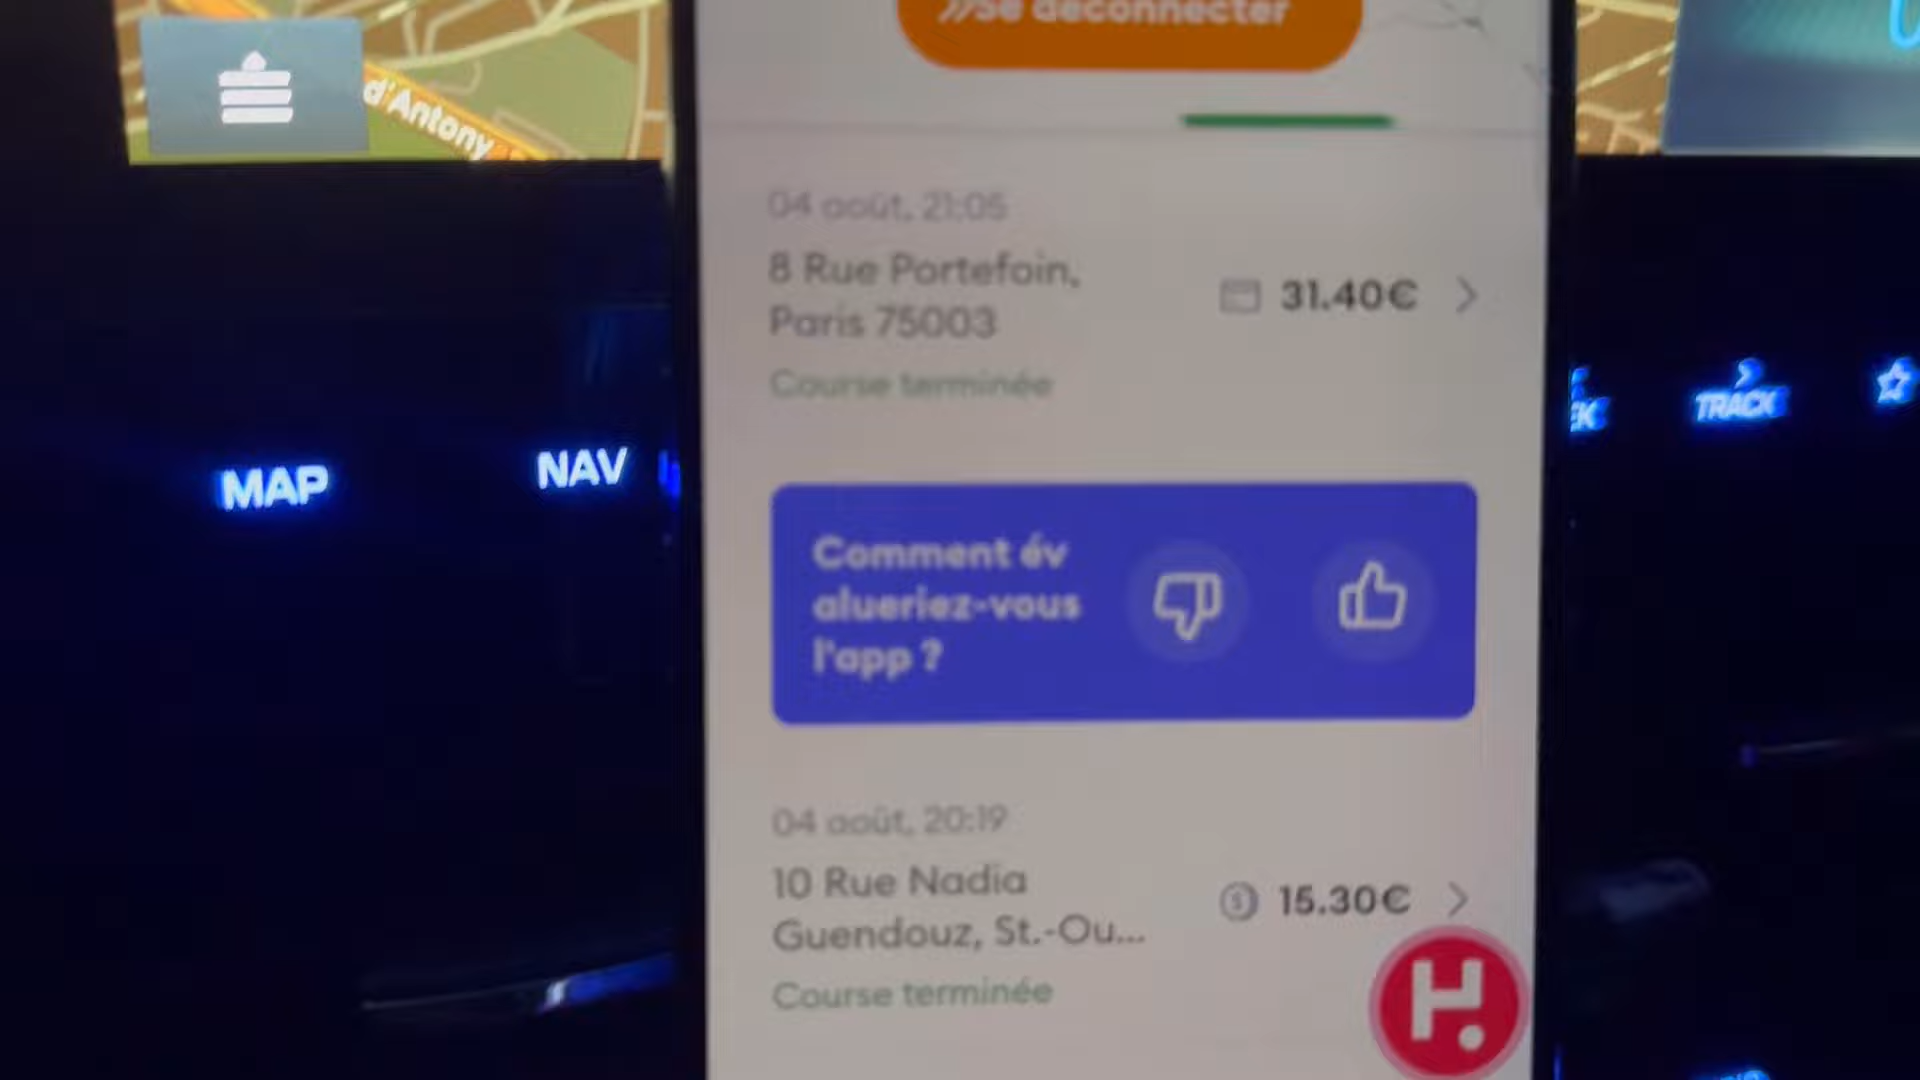 »Se déconnecter
d'Antony
04 août, 21:05
8 Rue Portefoin,
Paris 75003
31.40€
Course terminée
TRACK
MAP
NAV
Comment év
alueriez-vous
l'app ?
04 août, 20:19
10 Rue Nadia
Guendouz, St.-Ou...
15.30€
Course terminée
H.